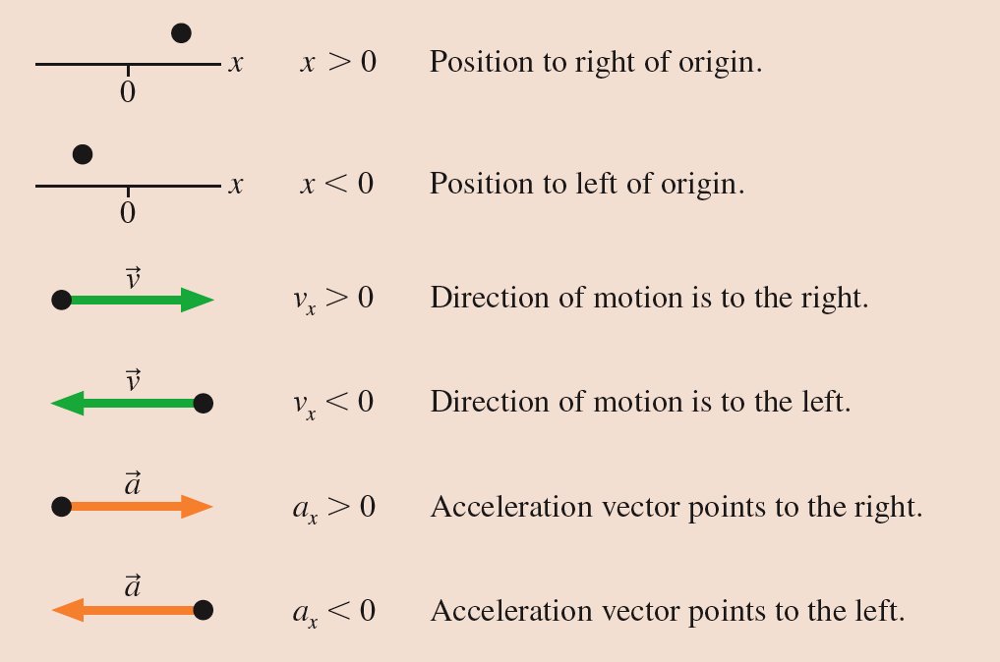 x x > 0 Position to right of origin.
0
x x < 0 Position to left of origin.
0
v⃗
vₓ > 0 Direction of motion is to the right.
v⃗
vₓ < 0 Direction of motion is to the left.
a⃗
aₓ > 0 Acceleration vector points to the right.
a⃗
aₓ < 0 Acceleration vector points to the left.